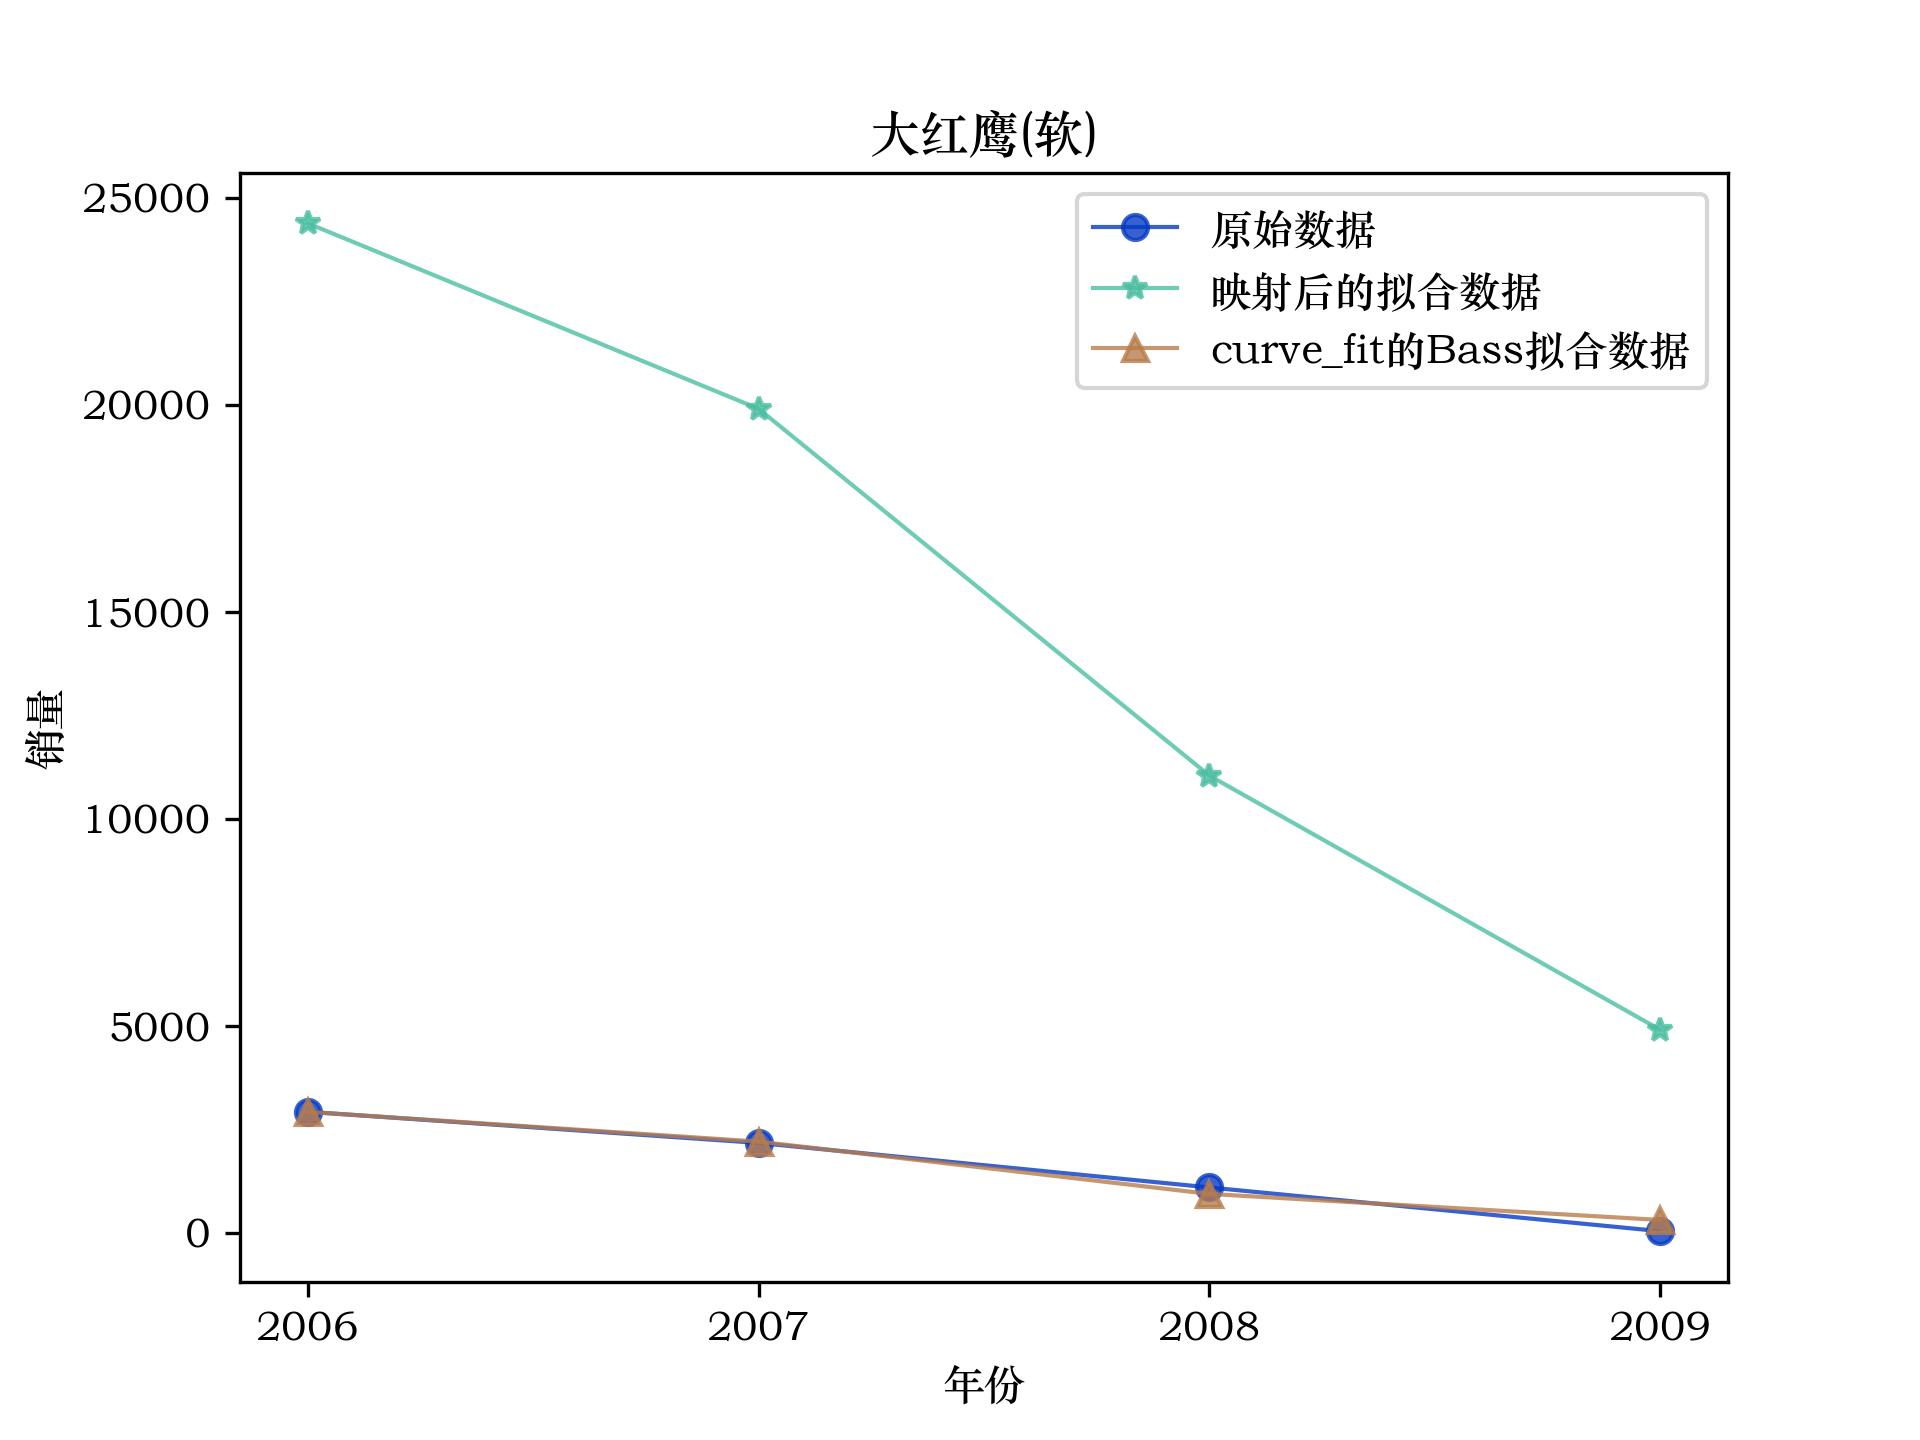 大红鹰(软)
原始数据
映射后的拟合数据
curve_fit的Bass拟合数据
销量
25000
20000
15000
10000
5000
0
2006 2007 2008 2009
年份